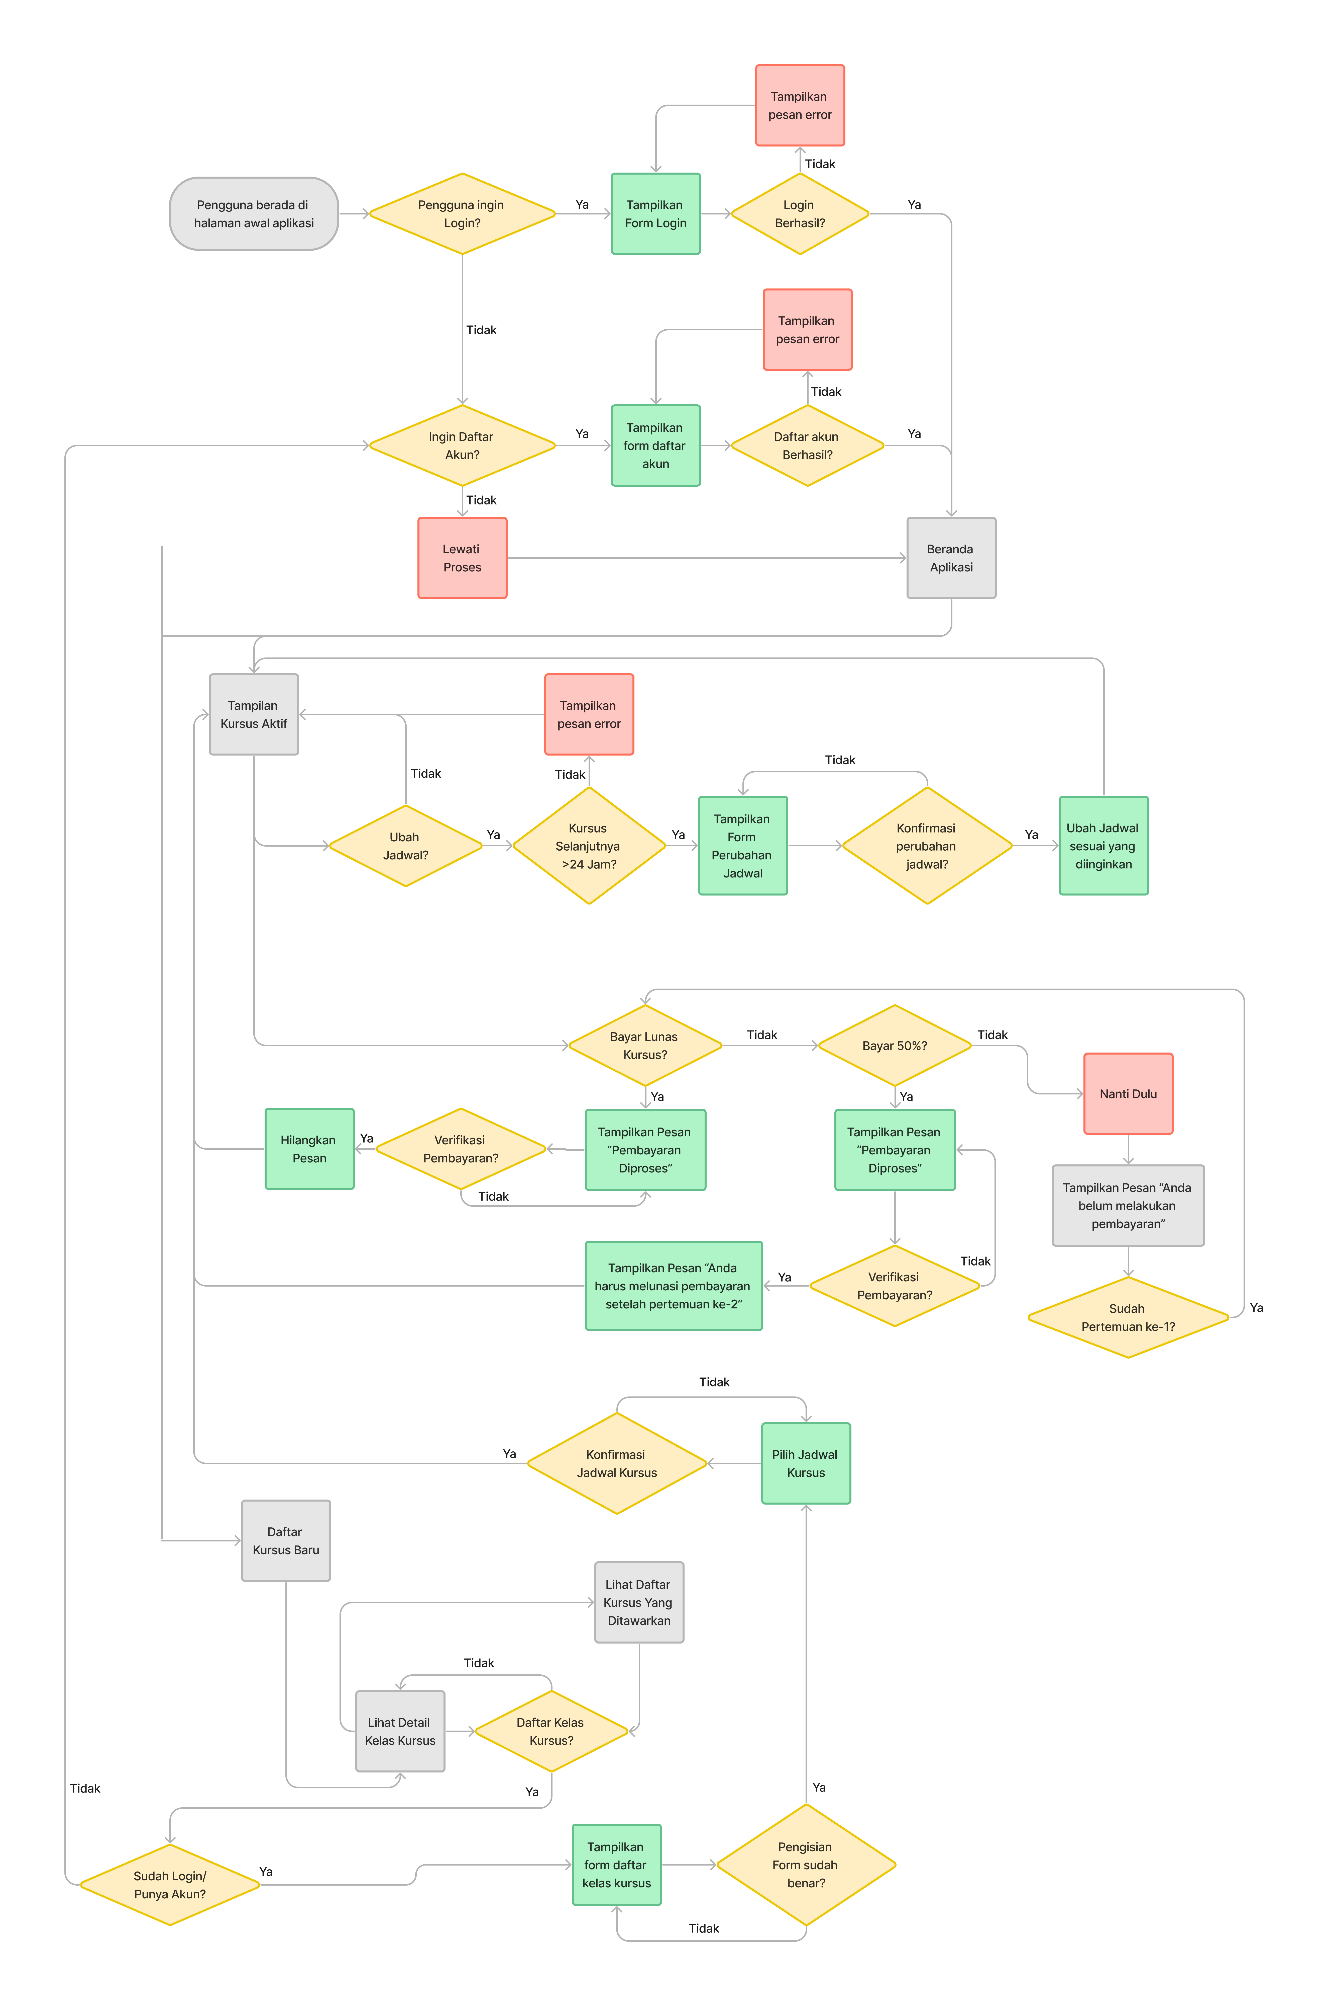 Tampilkan
pesan error
Tidak
Pengguna berada di
halaman awal aplikasi
Pengguna ingin
Login?
Ya
Tampilkan
Form Login
Login
Berhasil?
Ya
Tidak
Tampilkan
pesan error
Tidak
Ingin Daftar
Akun?
Ya
Tampilkan
form daftar
akun
Daftar akun
Berhasil?
Ya
Tidak
Lewati
Proses
Beranda
Aplikasi
Tampilan
Kursus Aktif
Tampilkan
pesan error
Tidak
Tidak
Tidak
Ubah
Jadwal?
Ya
Kursus
Selanjutnya
>24 Jam?
Ya
Tampilkan
Form
Perubahan
Jadwal
Konfirmasi
perubahan
jadwal?
Ya
Ubah Jadwal
sesuai yang
diinginkan
Bayar Lunas
Kursus?
Tidak
Bayar 50%?
Tidak
Nanti Dulu
Ya
Ya
Hilangkan
Pesan
Ya
Verifikasi
Pembayaran?
Tampilkan Pesan
“Pembayaran
Diproses”
Tampilkan Pesan
“Pembayaran
Diproses”
Tidak
Tampilkan Pesan “Anda
belum melakukan
pembayaran”
Tampilkan Pesan “Anda
harus melunasi pembayaran
setelah pertemuan ke-2”
Ya
Verifikasi
Pembayaran?
Tidak
Sudah
Pertemuan ke-1?
Ya
Tidak
Ya
Konfirmasi
Jadwal Kursus
Pilih Jadwal
Kursus
Daftar
Kursus Baru
Lihat Daftar
Kursus Yang
Ditawarkan
Tidak
Lihat Detail
Kelas Kursus
Daftar Kelas
Kursus?
Tidak
Ya
Ya
Sudah Login/
Punya Akun?
Ya
Tampilkan
form daftar
kelas kursus
Pengisian
Form sudah
benar?
Tidak